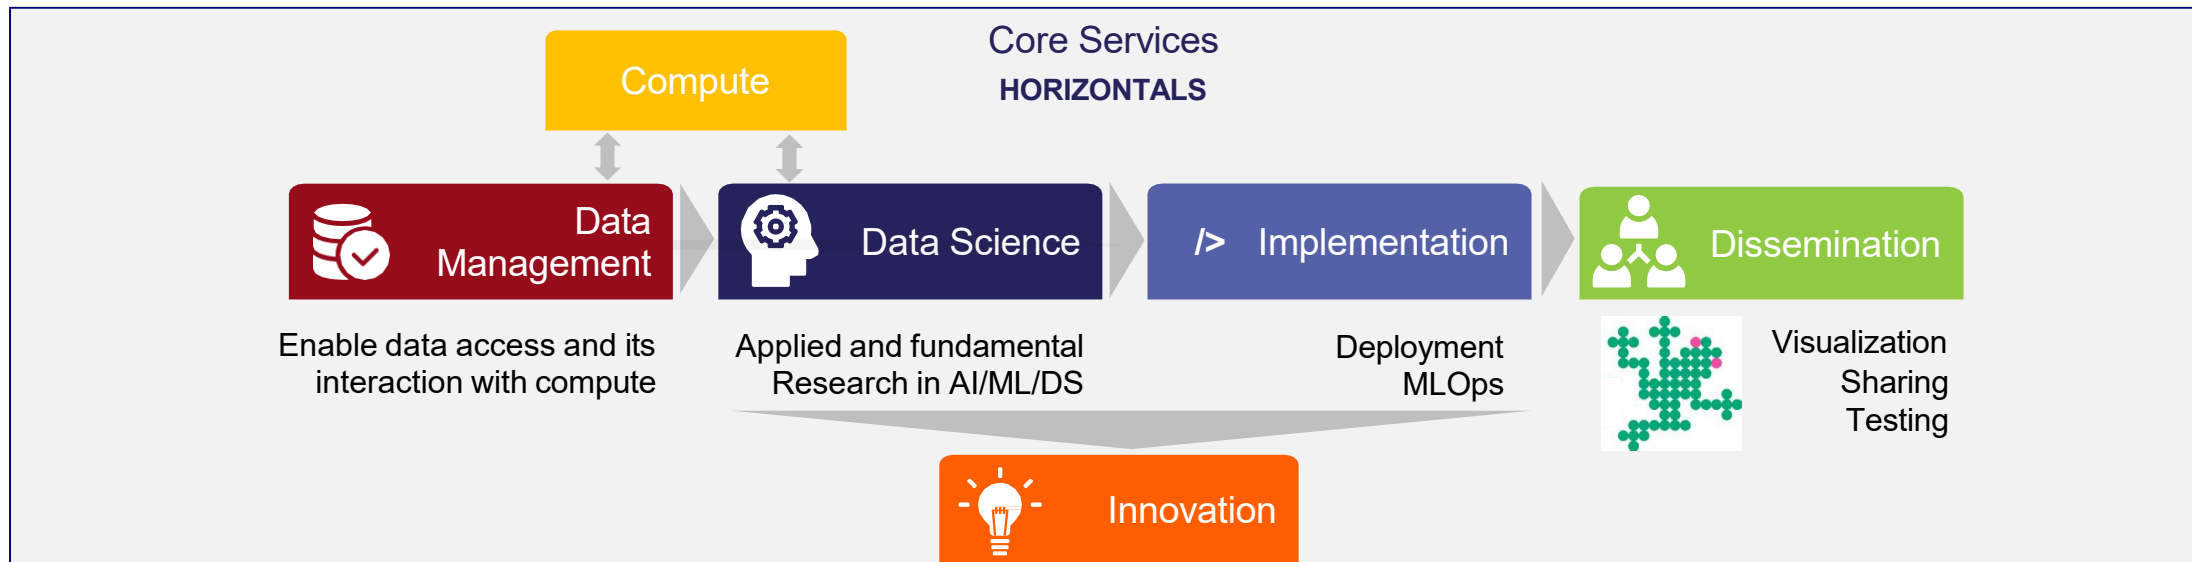 Core Services
HORIZONTALS
Compute
Data
Management
Data Science
/> Implementation
Dissemination
Enable data access and its
interaction with compute
Applied and fundamental
Research in AI/ML/DS
Deployment
MLOps
Visualization
Sharing
Testing
Innovation